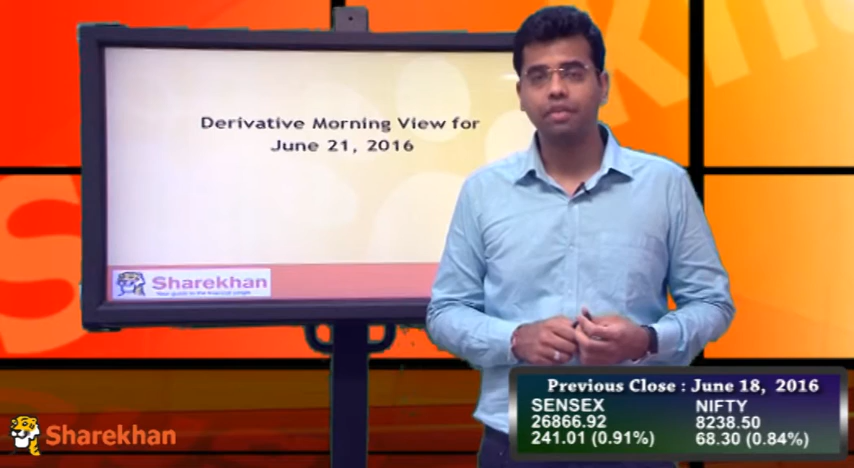 Derivative Morning View for
June 21, 2016
Sharekhan
Sharekhan
Previous Close : June 18, 2016
SENSEX
NIFTY
26866.92
8238.50
241.01 (0.91%)
68.30 (0.84%)